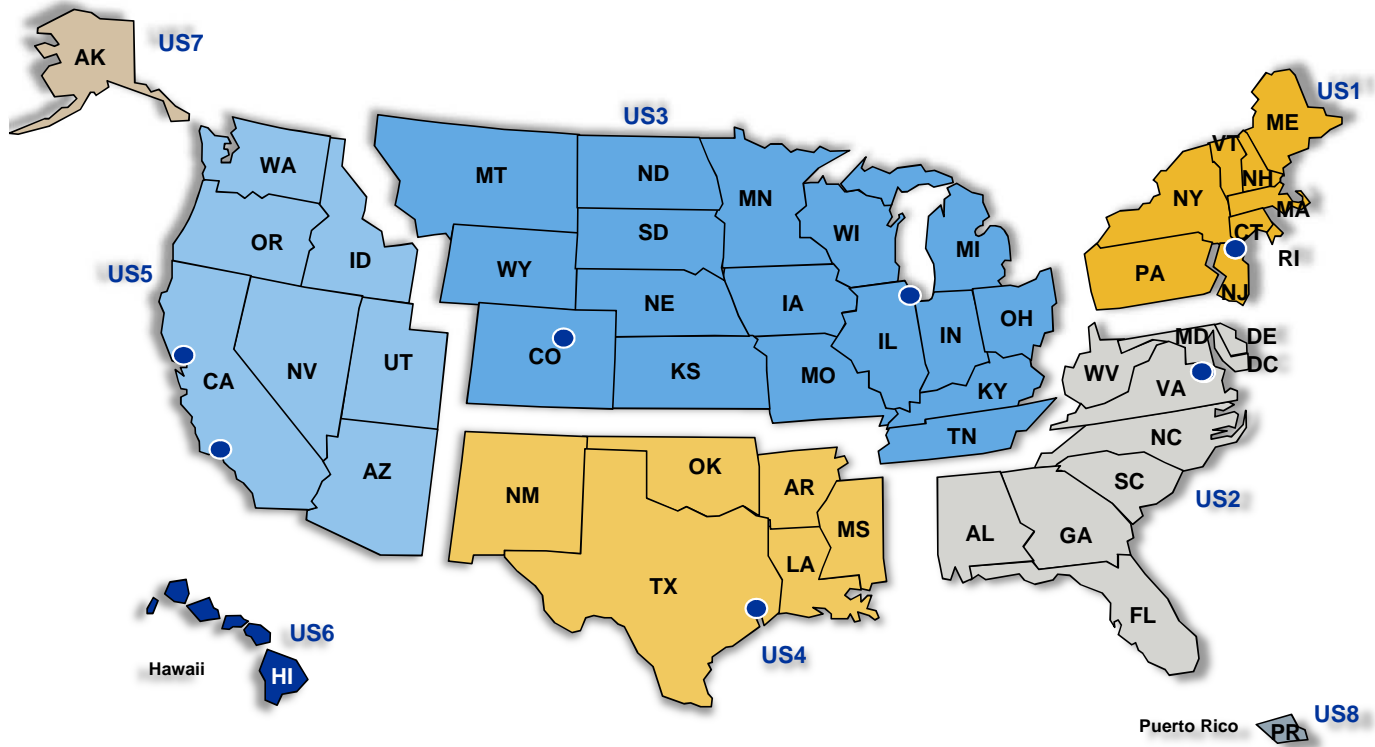 US7
AK
US3
US1
ME
VT
WA
MT
ND
NH
MN
NY
MA
SD
WI
CT
OR
ID
MI
RI
US5
WY
PA
NE
IA
NJ
OH
IL
IN
MD
DE
CO
UT
DC
NV
KS
WV
CA
MO
VA
KY
TN
NC
OK
AZ
SC
AR
NM
US2
MS
AL
GA
LA
TX
FL
US6
US4
Hawaii
HI
US8
Puerto Rico
PR